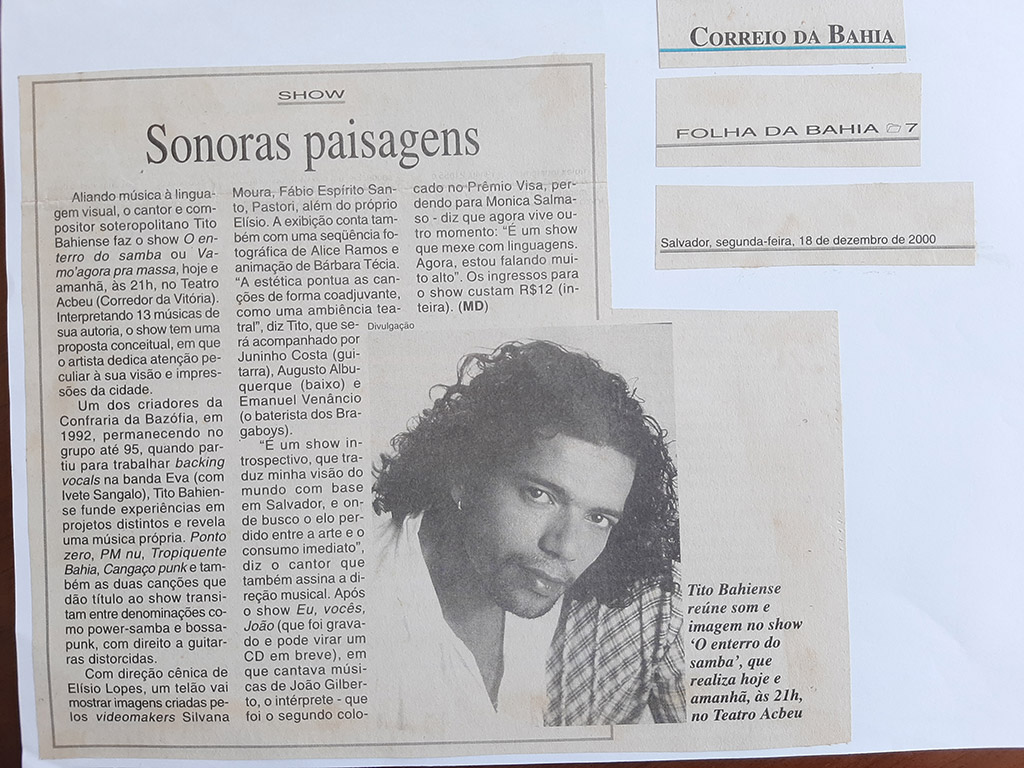 CORREIO DA BAHIA
FOLHA DA BAHIA 7
Salvador, segunda-feira, 18 de dezembro de 2000
SHOW
Sonoras paisagens
Aliando música à lingua-
gem visual, o cantor e com-
positor soteropolitano Tito
Bahiense faz o show O en-
terro do samba ou Va-
mo'agora pra massa, hoje e
amanhã, às 21h, no Teatro
Acbeu (Corredor da Vitória).
Interpretando 13 músicas de
sua autoria, o show tem uma
proposta conceitual, em que
o artista dedica atenção pe-
culiar à sua visão e impres-
sões da cidade.
Um dos criadores da
Confraria da Bazófia, em
1992, permanecendo no
grupo até 95, quando par-
tiu para trabalhar backing
vocals na banda Eva (com
Ivete Sangalo), Tito Bahien-
se funde experiências em
projetos distintos e revela
uma música própria. Ponto
zero, PM nu, Tropiquente
Bahia, Cangaço punk e tam-
bém as duas canções que
dão título ao show transi-
tam entre denominações co-
mo power-samba e bossa-
punk, com direito a guitar-
ras distorcidas.
Com direção cênica de
Elísio Lopes, um telão vai
mostrar imagens criadas pe-
los videomakers Silvana
Moura, Fábio Espírito San-
to, Pastori, além do próprio
Elísio. A exibição conta tam-
bém com uma seqüência fo-
tográfica de Alice Ramos e
animação de Bárbara Técia.
“A estética pontua as can-
ções de forma coadjuvante,
como uma ambiência tea-
tral”, diz Tito, que se-
rá acompanhado por
Juninho Costa (gui-
tarra), Augusto Albu-
querque (baixo) e
Emanuel Venâncio
(o baterista dos Bra-
gaboys).
“É um show in-
trospectivo, que tra-
duz minha visão do
mundo com base
em Salvador, e on-
de busco o elo per-
dido entre a arte e o
consumo imediato”,
diz o cantor que
também assina a di-
reção musical. Após
o show Eu, vocês,
João (que foi grava-
do e pode virar um
CD em breve), em
que cantava músi-
cas de João Gilber-
to, o intérprete - que
foi o segundo colo-
cado no Prêmio Visa, per-
dendo para Monica Salma-
so - diz que agora vive ou-
tro momento: “É um show
que mexe com linguagens.
Agora, estou falando mui-
to alto”. Os ingressos para
o show custam R$12 (in-
teira). (MD)
Divulgação
Tito Bahiense
reúne som e
imagem no show
‘O enterro do
samba’, que
realiza hoje e
amanhã, às 21h,
no Teatro Acbeu